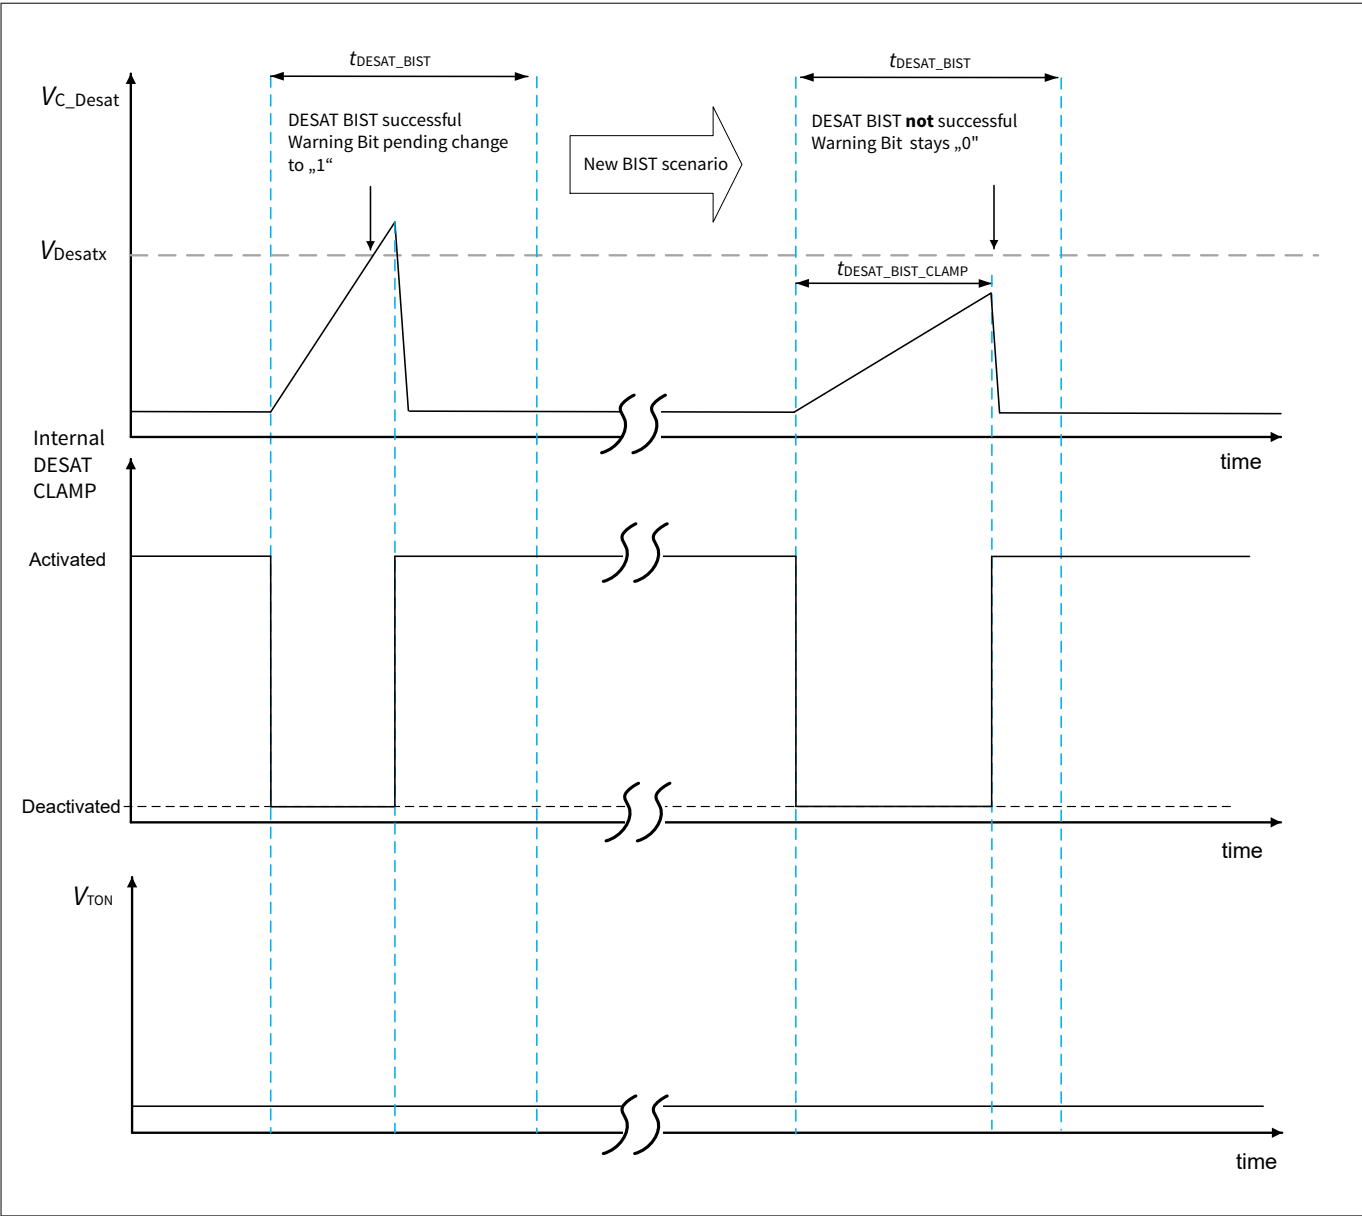 tDESAT_BIST
tDESAT_BIST
VC_Desat
DESAT BIST successful
Warning Bit pending change
to „1“
New BIST scenario
DESAT BIST not successful
Warning Bit stays „0"
VDesatx
tDESAT_BIST_CLAMP
time
Internal
DESAT
CLAMP
Activated
Deactivated
time
VTON
time